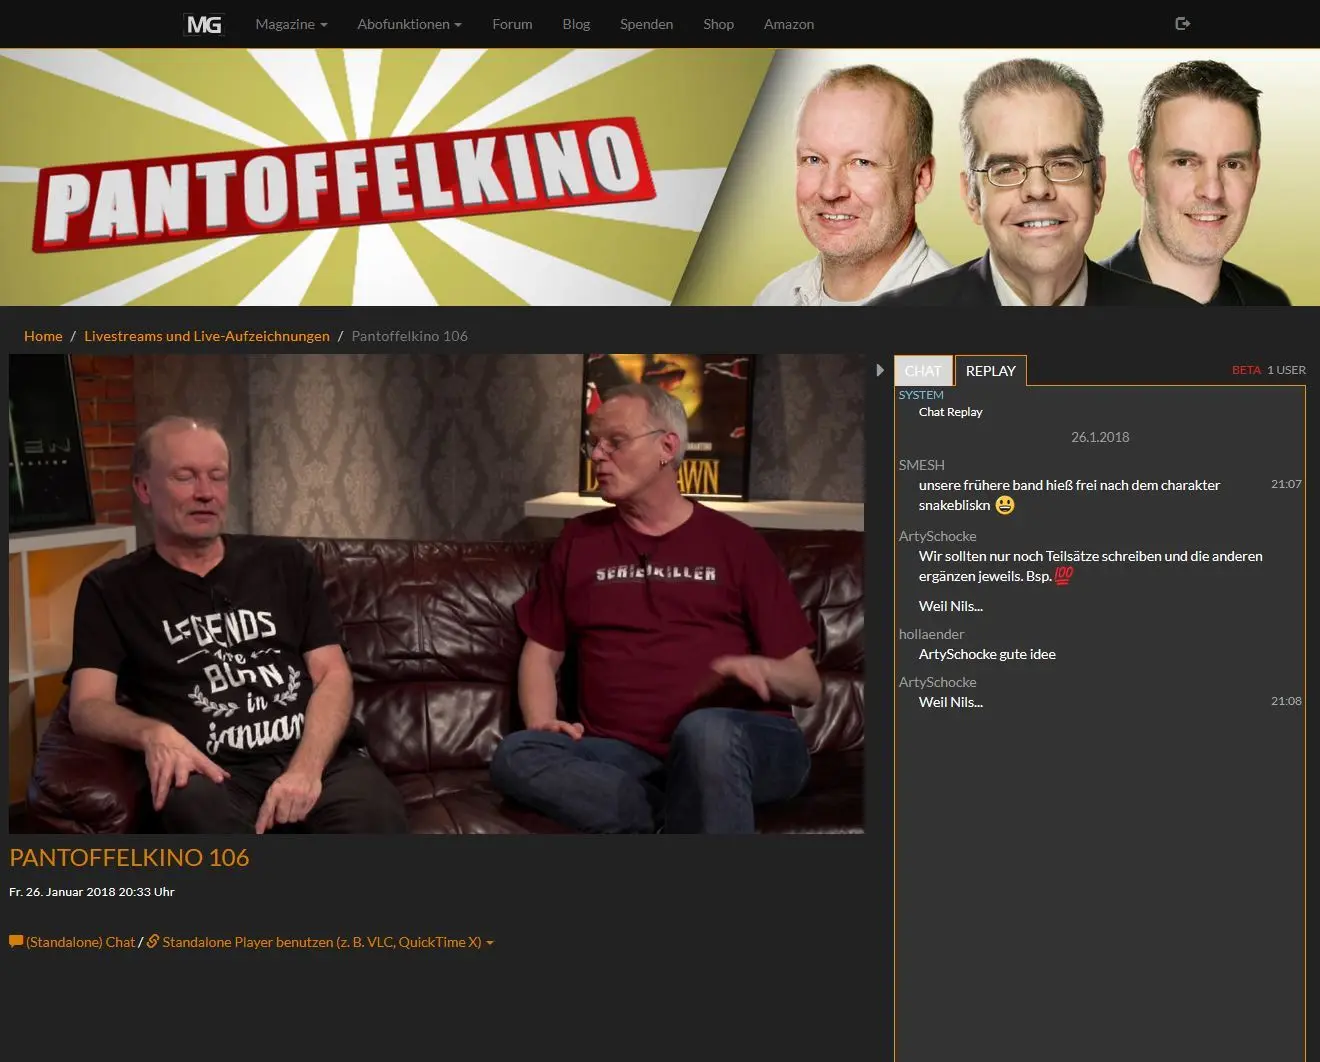 MG Magazine Abofunktionen Forum Blog Spenden Shop Amazon
PANTOFFELKINO
Home / Livestreams und Live-Aufzeichnungen / Pantoffelkino 106
LEGENDS
Are
BORN
in
januar
SERIENKILLER
DAWN
CHAT REPLAY BETA 1 USER
SYSTEM
Chat Replay
26.1.2018
SMESH
unsere frühere band hieß frei nach dem charakter 21:07
snakebliskn 😃
ArtySchocke
Wir sollten nur noch Teilsätze schreiben und die anderen
ergänzen jeweils. Bsp. 💯
Weil Nils...
hollaender
ArtySchocke gute idee
ArtySchocke
Weil Nils... 21:08
PANTOFFELKINO 106
Fr. 26. Januar 2018 20:33 Uhr
(Standalone) Chat / Standalone Player benutzen (z. B. VLC, QuickTime X)